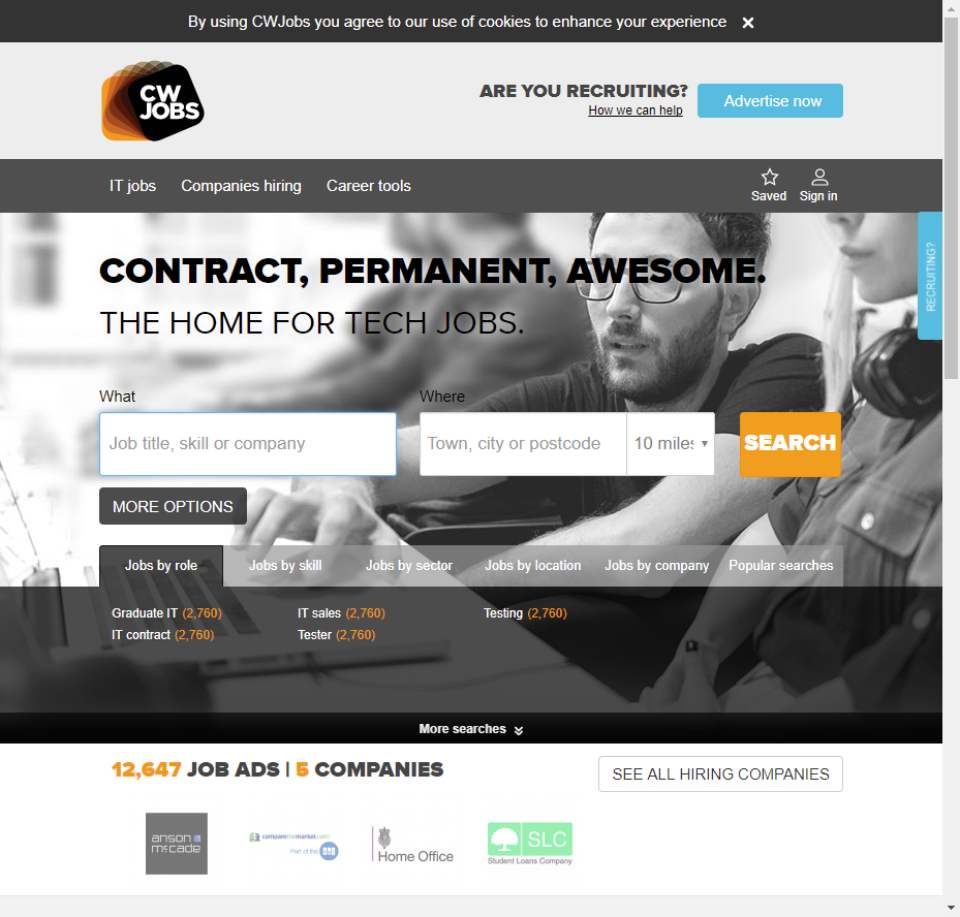 By using CWJobs you agree to our use of cookies to enhance your experience ×
CW
JOBS
ARE YOU RECRUITING?
How we can help
Advertise now
IT jobs Companies hiring Career tools
Saved Sign in
RECRUITING?
CONTRACT, PERMANENT, AWESOME.
THE HOME FOR TECH JOBS.
What Where
Job title, skill or company Town, city or postcode 10 miles SEARCH
MORE OPTIONS
Jobs by role Jobs by skill Jobs by sector Jobs by location Jobs by company Popular searches
Graduate IT (2,760) IT sales (2,760) Testing (2,760)
IT contract (2,760) Tester (2,760)
More searches
12,647 JOB ADS | 5 COMPANIES SEE ALL HIRING COMPANIES
anson
mccade
comparethemarket.com
Part of the
Home Office
SLC
Student Loans Company